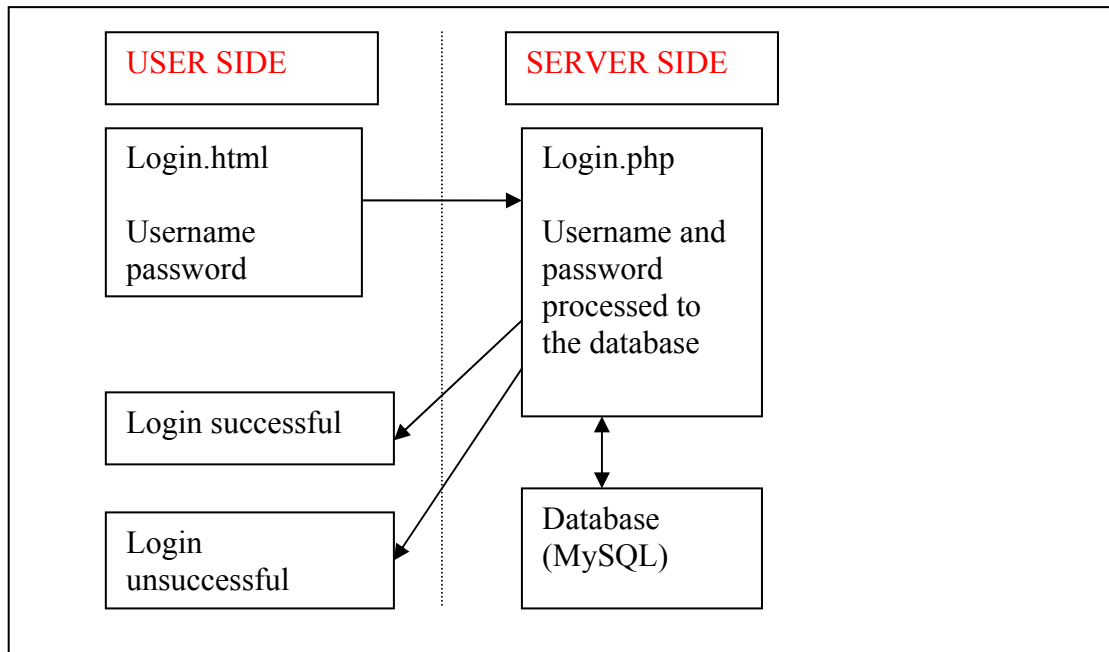 USER SIDE
SERVER SIDE
Login.html
Username
password
Login.php
Username and
password
processed to
the database
Login successful
Login
unsuccessful
Database
(MySQL)